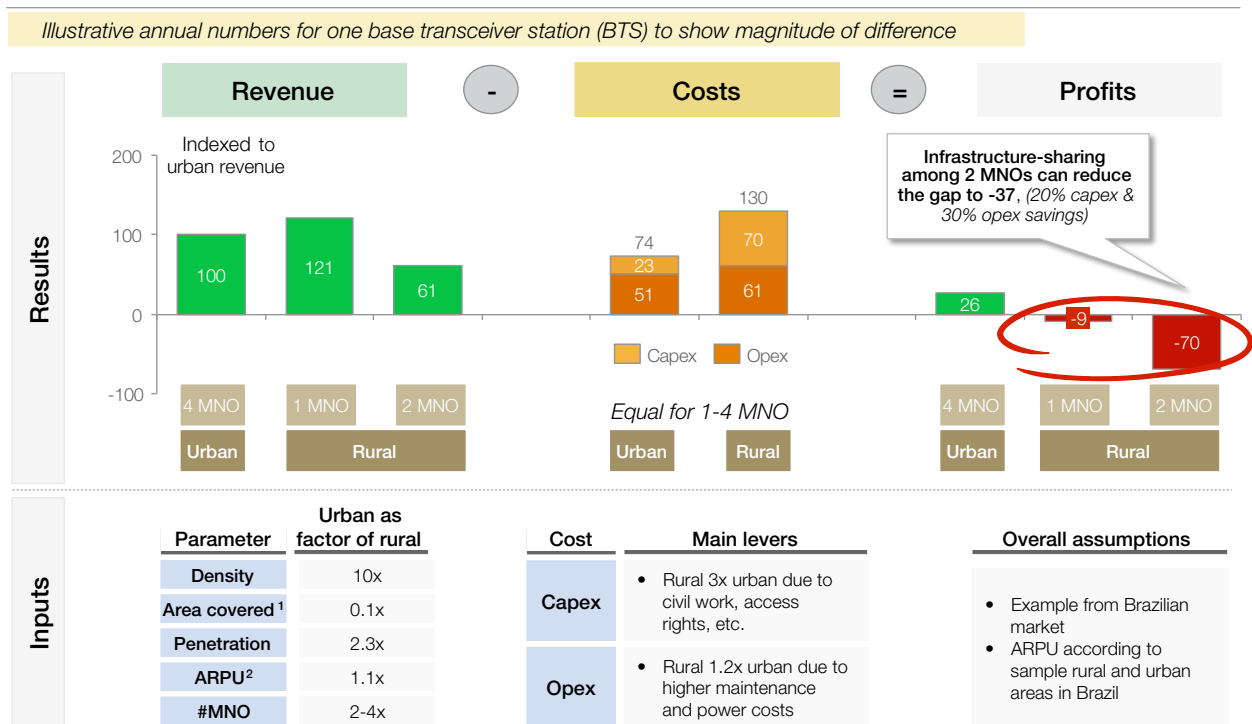 Illustrative annual numbers for one base transceiver station (BTS) to show magnitude of difference
Results
Revenue
-
Costs
=
Profits
Indexed to
urban revenue
200
100
0
-100
100
121
61
4 MNO
1 MNO
2 MNO
Urban
Rural
74
23
51
130
70
61
Capex
Opex
Equal for 1-4 MNO
Urban
Rural
Infrastructure-sharing
among 2 MNOs can reduce
the gap to -37, (20% capex &
30% opex savings)
26
-9
-70
4 MNO
1 MNO
2 MNO
Urban
Rural
Inputs
Parameter
Urban as
factor of rural
Density
10x
Area covered 1
0.1x
Penetration
2.3x
ARPU2
1.1x
#MNO
2-4x
Cost
Main levers
Capex
• Rural 3x urban due to
civil work, access
rights, etc.
Opex
• Rural 1.2x urban due to
higher maintenance
and power costs
Overall assumptions
• Example from Brazilian
market
• ARPU according to
sample rural and urban
areas in Brazil